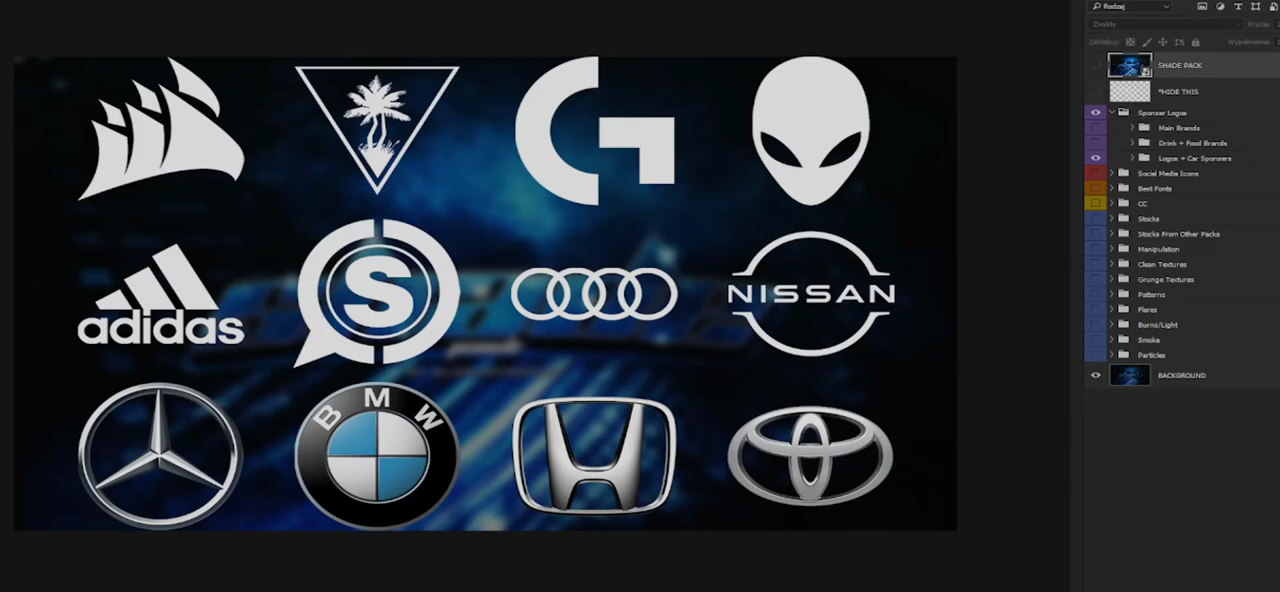 Rodzaj
Zwykły
Krycie:
Zablokuj:
Wypełnienie:
SHADE PACK
*HIDE THIS
Sponser Logos
Main Brands
Drink + Food Brands
Logos + Car Sponsers
Social Media Icons
Best Fonts
CC
Stocks
Stocks From Other Packs
Manipulation
Clean Textures
Grunge Textures
Patterns
Flares
Burns/Light
Smoke
Particles
BACKGROUND
G
adidas
S
NISSAN
BMW